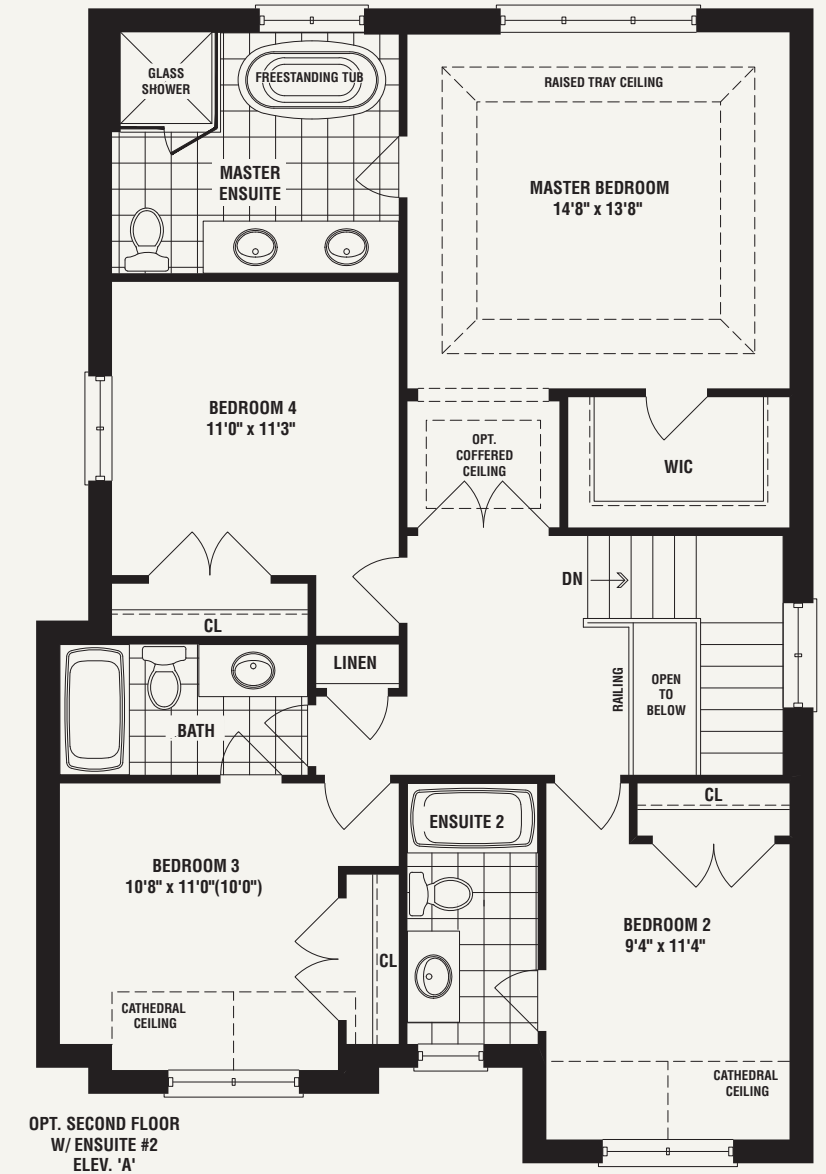 GLASS
SHOWER
FREESTANDING TUB
RAISED TRAY CEILING
MASTER
ENSUITE
MASTER BEDROOM
14'8" x 13'8"
BEDROOM 4
11'0" x 11'3"
OPT.
COFFERED
CEILING
WIC
DN
CL
LINEN
RAILING
OPEN
TO
BELOW
BATH
CL
ENSUITE 2
BEDROOM 3
10'8" x 11'0"(10'0")
BEDROOM 2
9'4" x 11'4"
CL
CATHEDRAL
CEILING
CATHEDRAL
CEILING
OPT. SECOND FLOOR
W/ ENSUITE #2
ELEV. 'A'